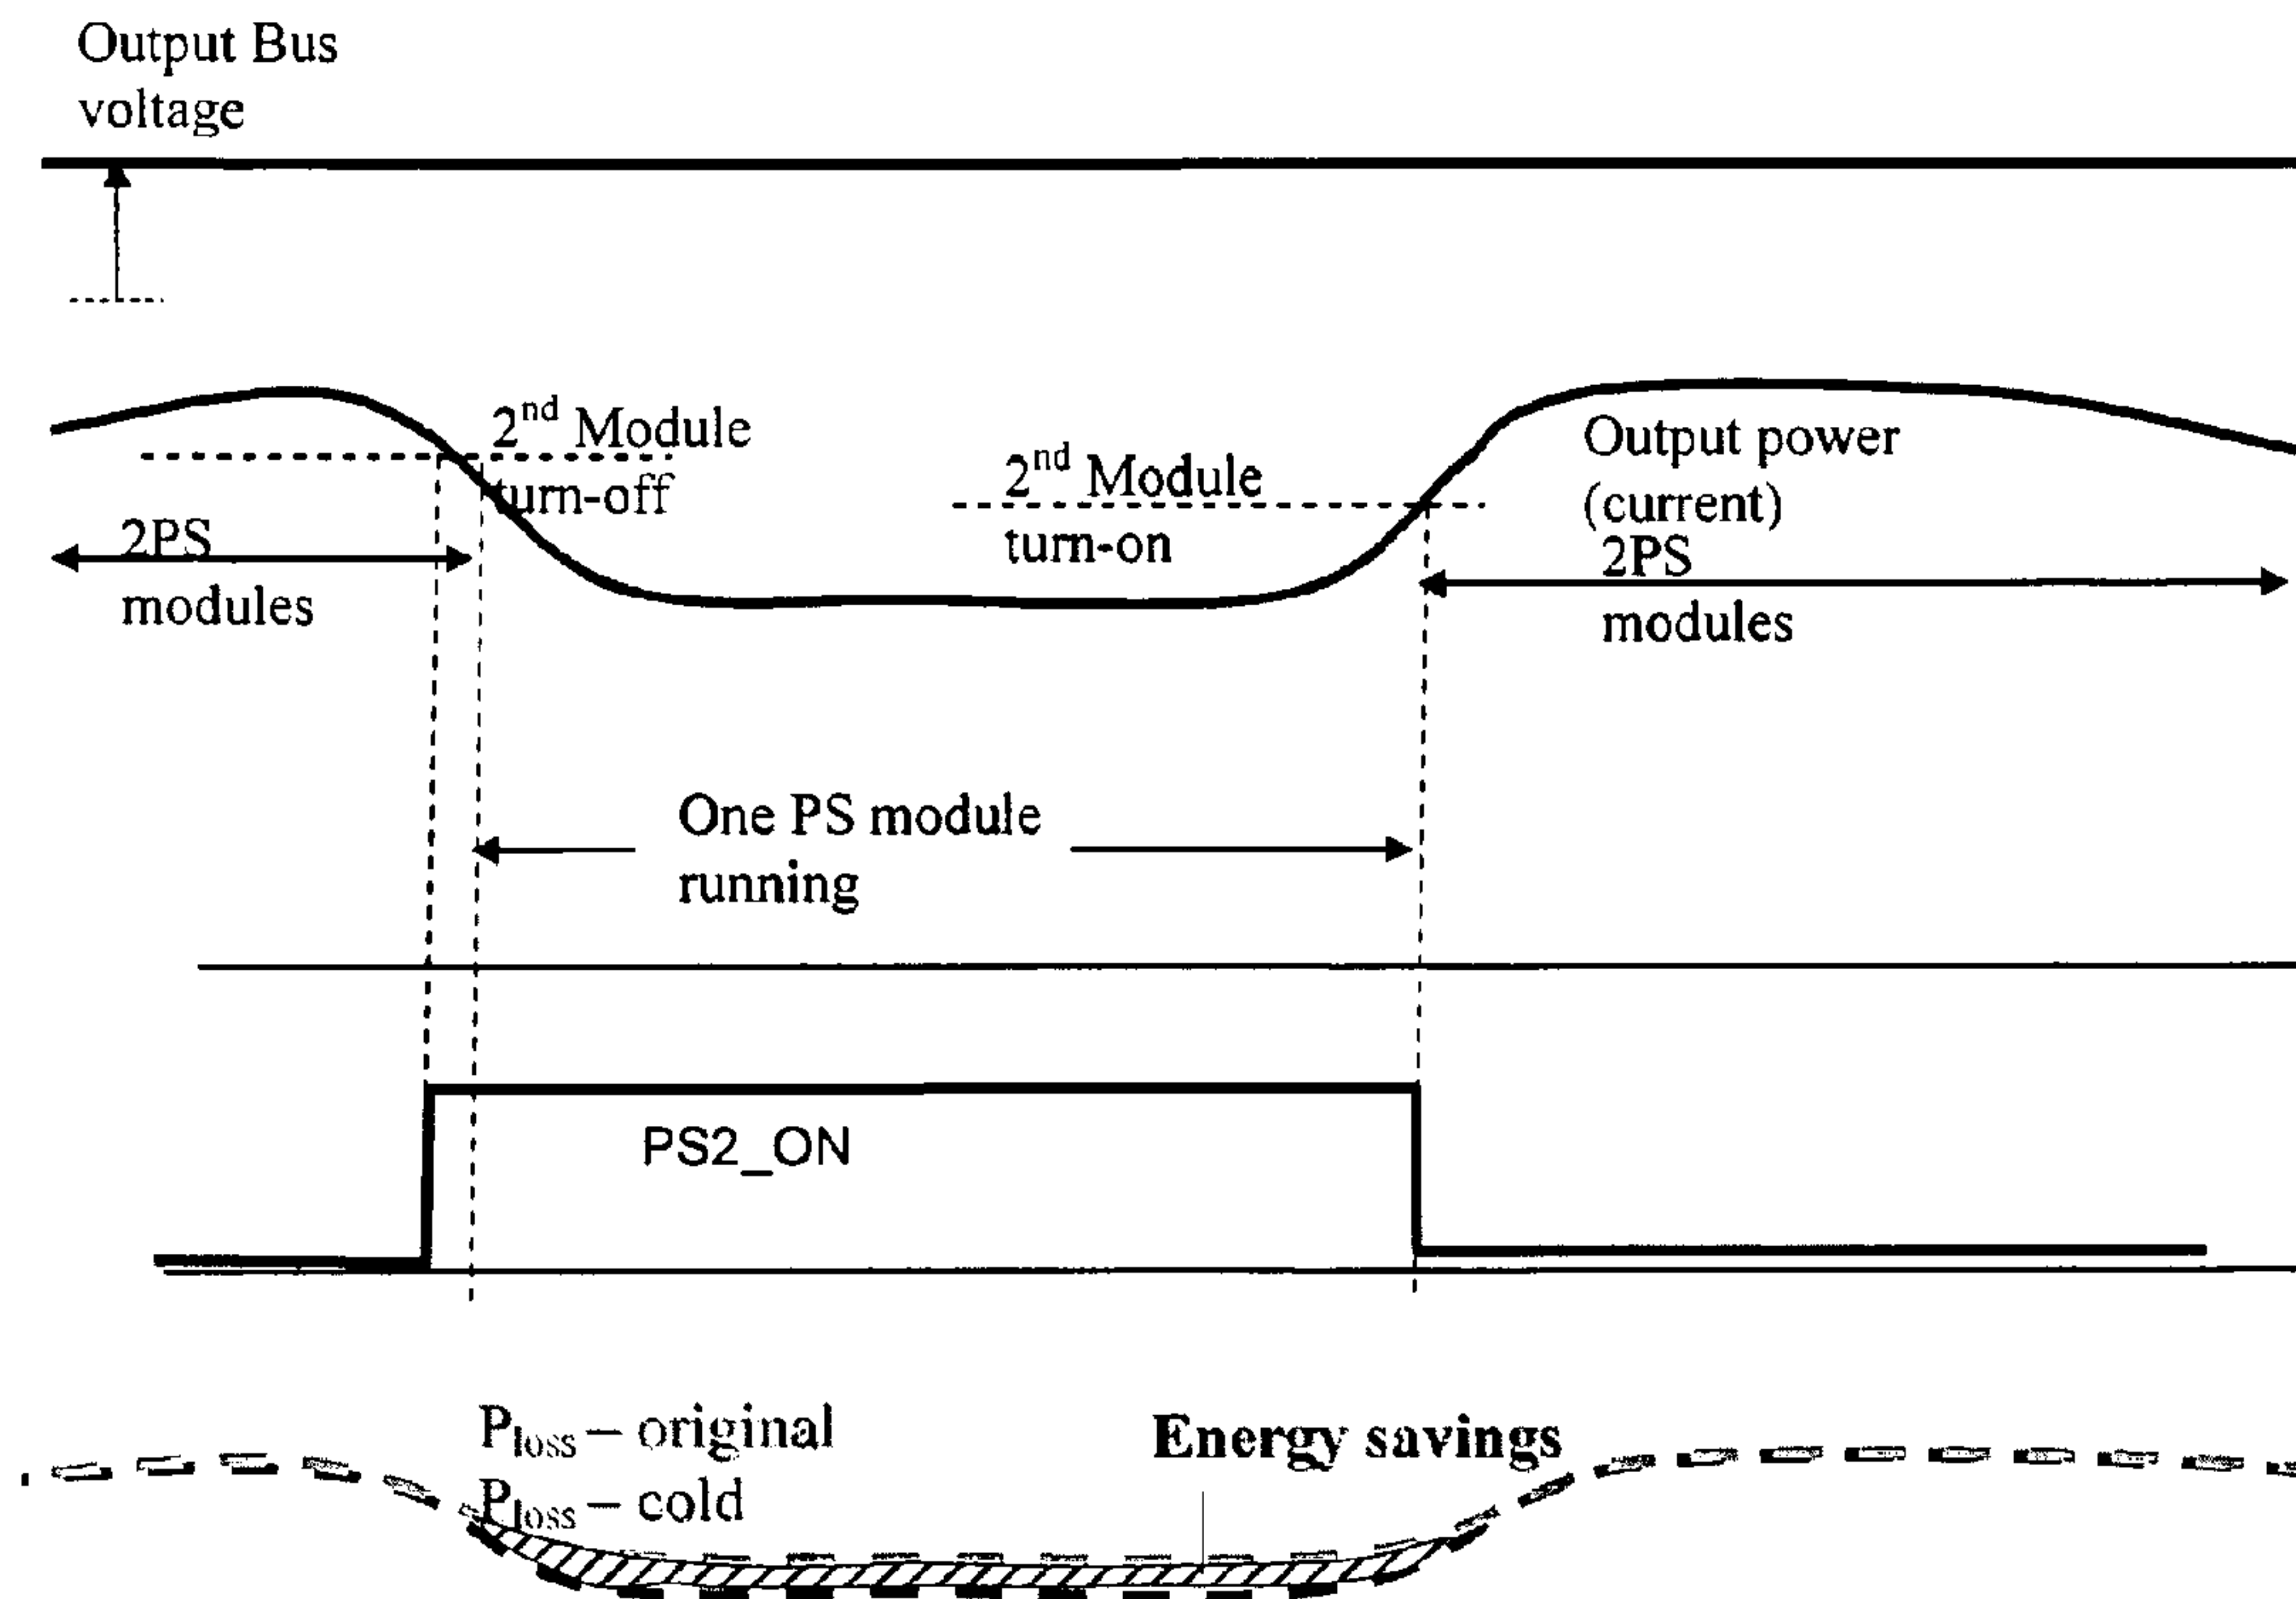 Output Bus
voltage
2nd Module
turn-off
2nd Module
turn-on
Output power
(current)
2PS
modules
2PS
modules
One PS module
running
PS2_ON
Ploss – original
Ploss – cold
Energy savings